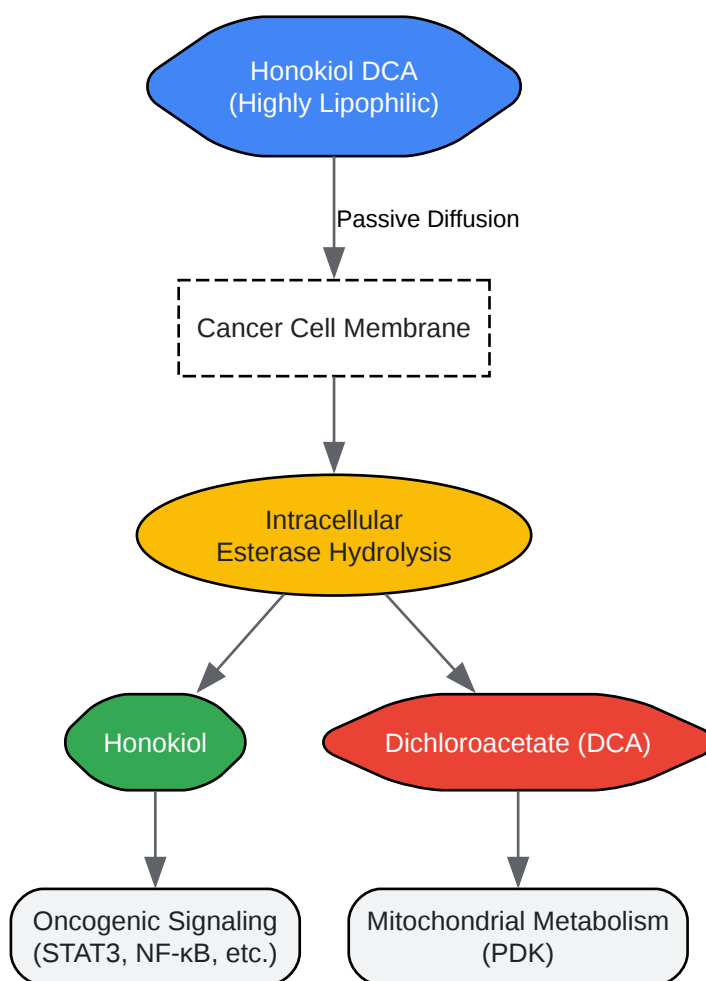 Honokiol DCA
(Highly Lipophilic)
Passive Diffusion
Cancer Cell Membrane
Intracellular
Esterase Hydrolysis
Honokiol
Dichloroacetate (DCA)
Oncogenic Signaling
(STAT3, NF-κB, etc.)
Mitochondrial Metabolism
(PDK)